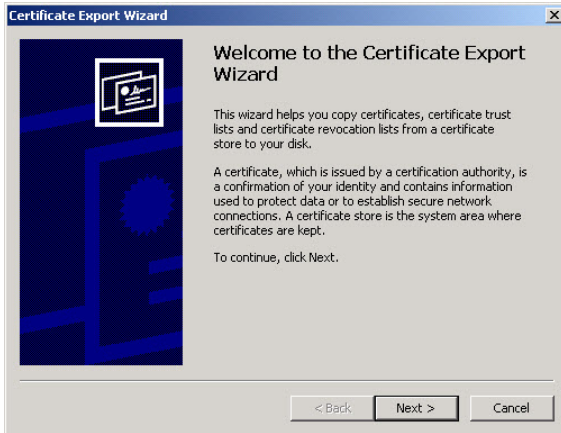 Certificate Export Wizard
Welcome to the Certificate Export
Wizard
This wizard helps you copy certificates, certificate trust
lists and certificate revocation lists from a certificate
store to your disk.
A certificate, which is issued by a certification authority, is
a confirmation of your identity and contains information
used to protect data or to establish secure network
connections. A certificate store is the system area where
certificates are kept.
To continue, click Next.
< Back
Next >
Cancel